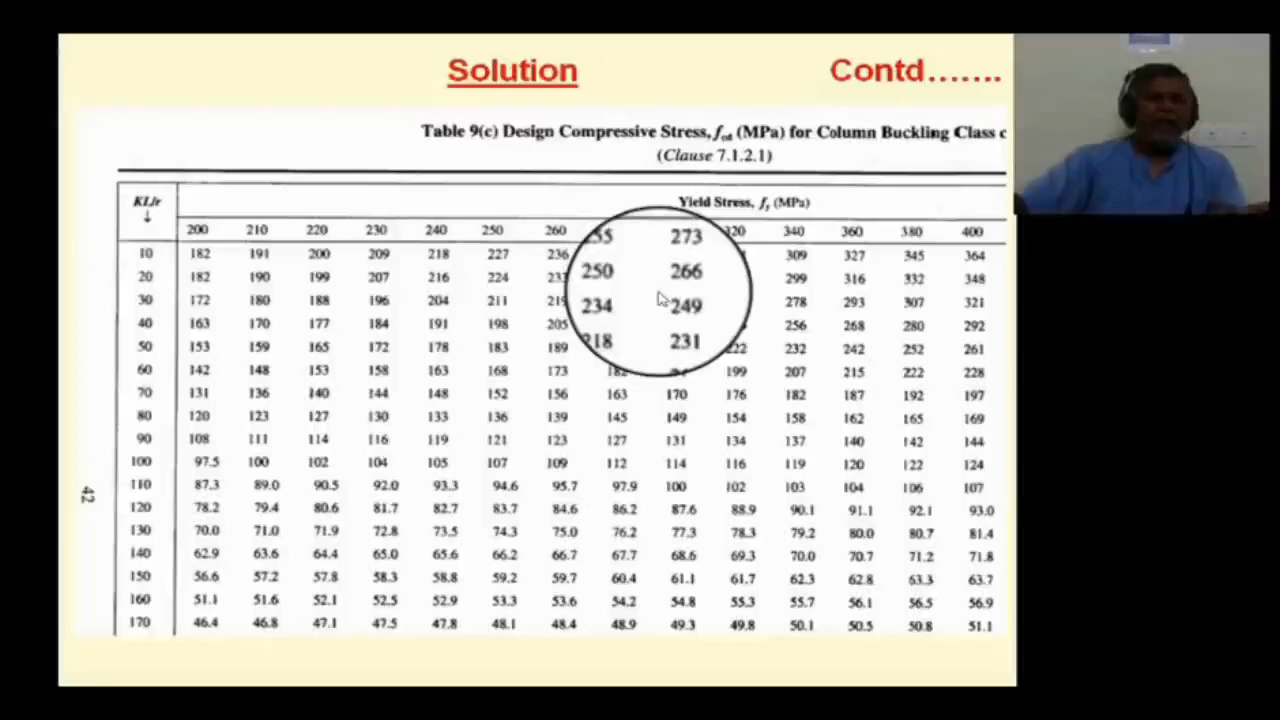 Solution Contd.......
Table 9(c) Design Compressive Stress, fcd (MPa) for Column Buckling Class c
(Clause 7.1.2.1)
KL/r Yield Stress, fy (MPa)
↓
200 210 220 230 240 250 260 320 340 360 380 400
10 182 191 200 209 218 227 236 255 273 309 327 345 364
20 182 190 199 207 216 224 250 266 299 316 332 348
30 172 180 188 196 204 211 234 249 278 293 307 321
40 163 170 177 184 191 198 205 218 231 256 268 280 292
50 153 159 165 172 178 183 189 222 232 242 252 261
60 142 148 153 158 163 168 173 182 199 207 215 222 228
70 131 136 140 144 148 152 156 163 170 176 182 187 192 197
80 120 123 127 130 133 136 139 145 149 154 158 162 165 169
90 108 111 114 116 119 121 123 127 131 134 137 140 142 144
100 97.5 100 102 104 105 107 109 112 114 116 119 120 122 124
110 87.3 89.0 90.5 92.0 93.3 94.6 95.7 97.9 100 102 103 104 106 107
120 78.2 79.4 80.6 81.7 82.7 83.7 84.6 86.2 87.6 88.9 90.1 91.1 92.1 93.0
130 70.0 71.0 71.9 72.8 73.5 74.3 75.0 76.2 77.3 78.3 79.2 80.0 80.7 81.4
140 62.9 63.6 64.4 65.0 65.6 66.2 66.7 67.7 68.6 69.3 70.0 70.7 71.2 71.8
150 56.6 57.2 57.8 58.3 58.8 59.2 59.7 60.4 61.1 61.7 62.3 62.8 63.3 63.7
160 51.1 51.6 52.1 52.5 52.9 53.3 53.6 54.2 54.8 55.3 55.7 56.1 56.5 56.9
170 46.4 46.8 47.1 47.5 47.8 48.1 48.4 48.9 49.3 49.8 50.1 50.5 50.8 51.1
42